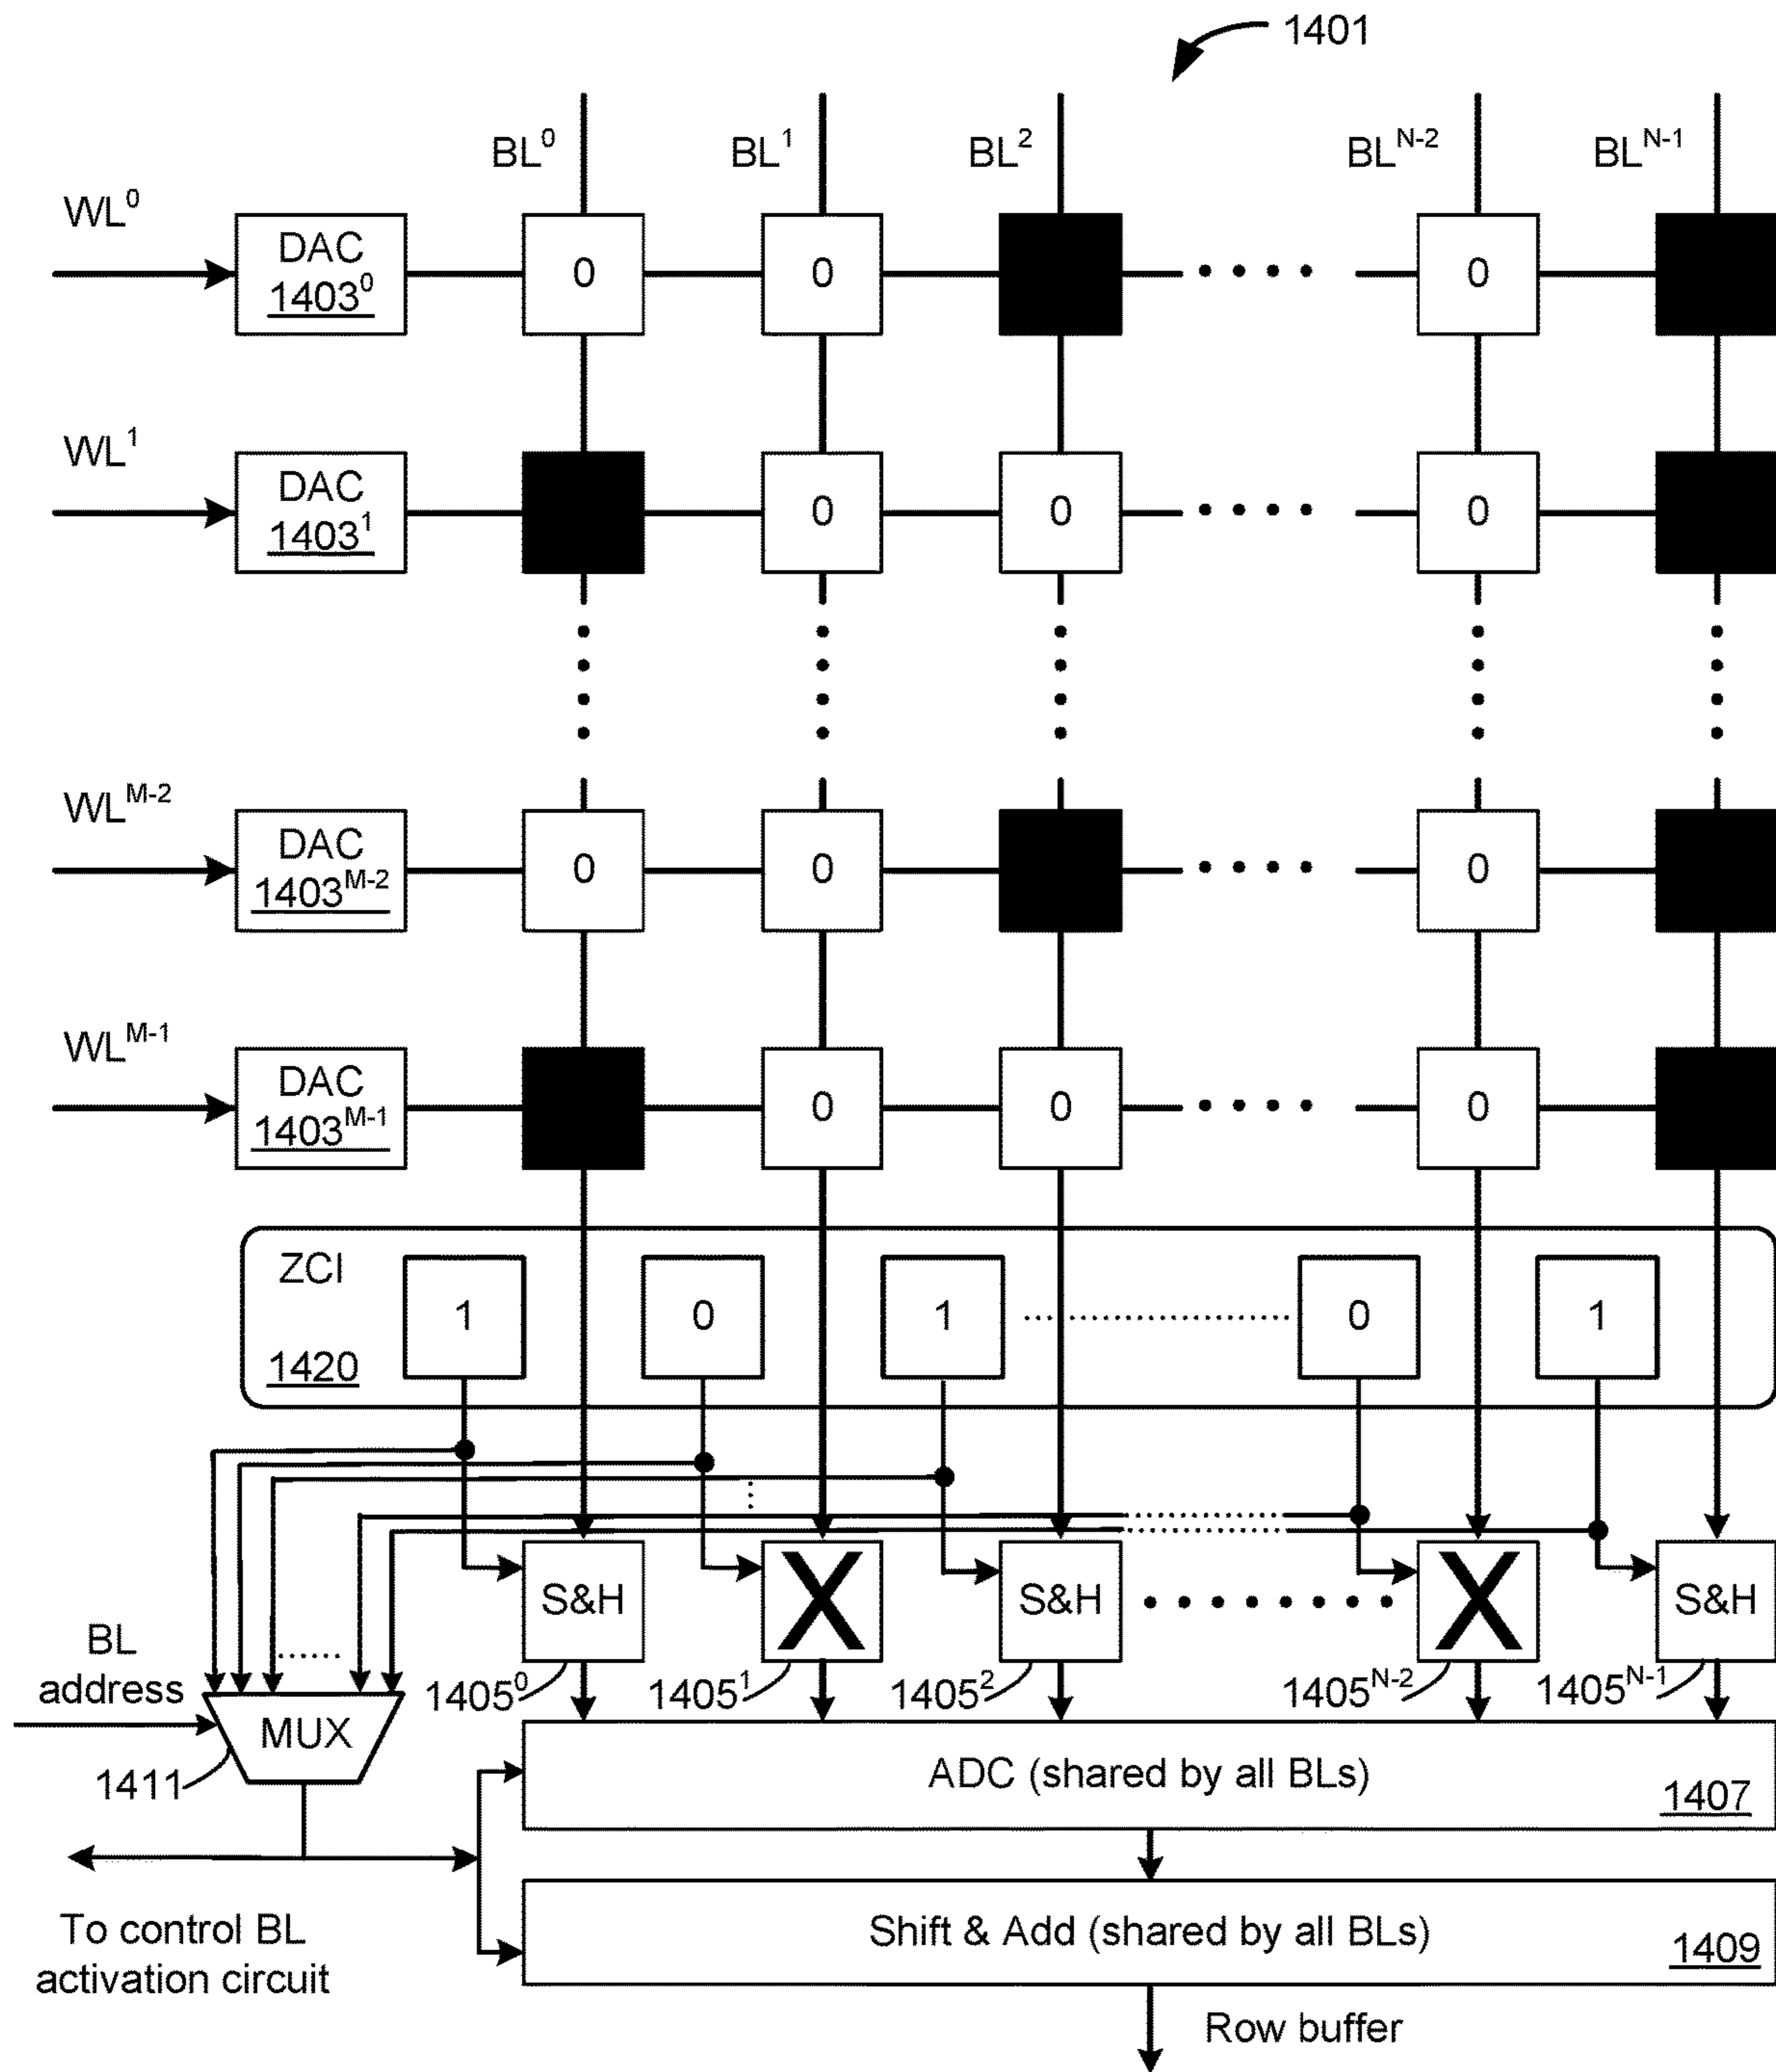 1401
BL⁰ BL¹ BL² BLᴺ⁻² BLᴺ⁻¹
WL⁰
DAC
1403⁰
0 0 0
WL¹
DAC
1403¹
0 0 0
WLᴹ⁻²
DAC
1403ᴹ⁻²
0 0 0
WLᴹ⁻¹
DAC
1403ᴹ⁻¹
0 0 0
ZCI
1 0 1 0 1
1420
S&H X S&H X S&H
BL
address
1405⁰ 1405¹ 1405² 1405ᴺ⁻² 1405ᴺ⁻¹
MUX
1411
ADC (shared by all BLs)
1407
To control BL
activation circuit
Shift & Add (shared by all BLs)
1409
Row buffer